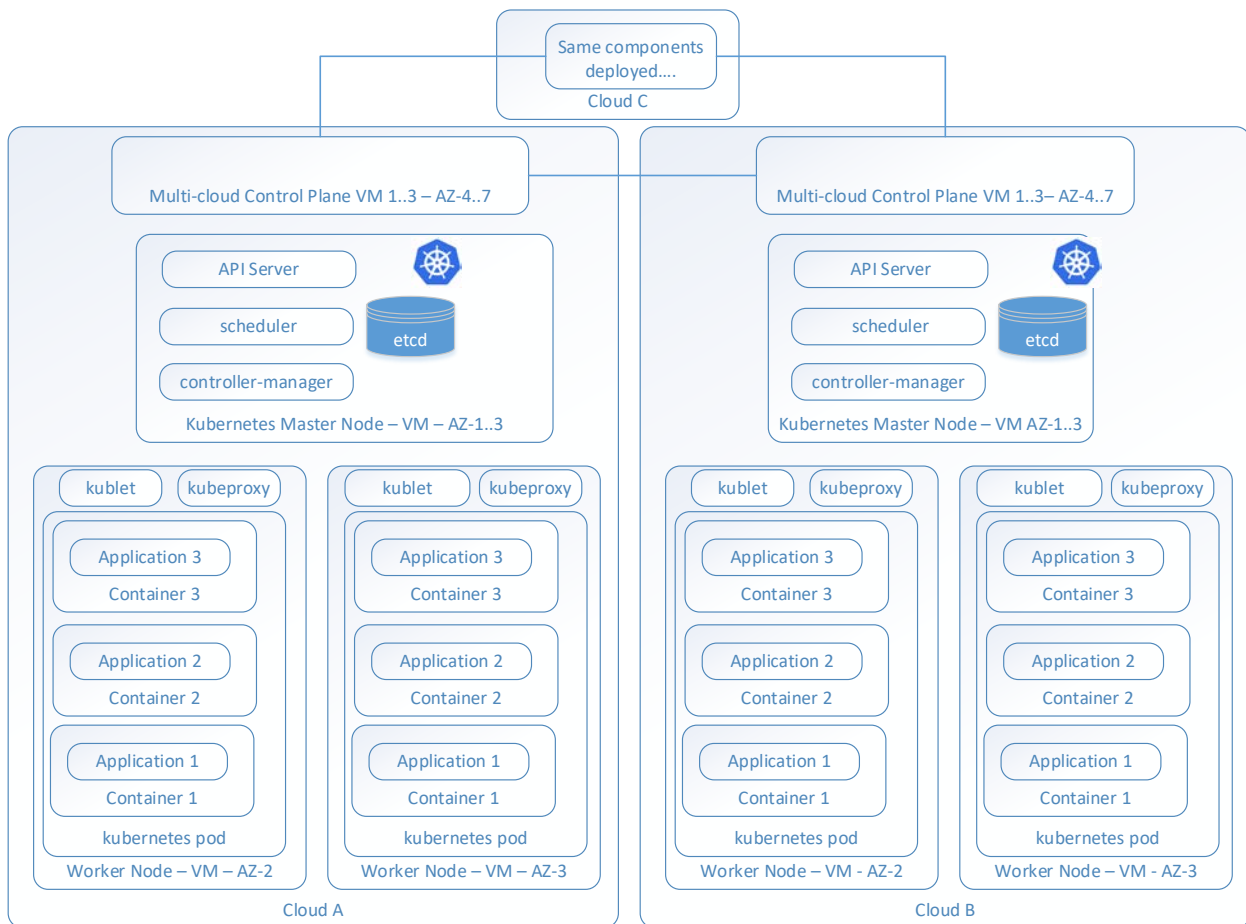 Same components
deployed....
Cloud C
Multi-cloud Control Plane VM 1..3 – AZ-4..7
API Server
scheduler
etcd
controller-manager
Kubernetes Master Node – VM – AZ-1..3
kublet
kubeproxy
Application 3
Container 3
Application 2
Container 2
Application 1
Container 1
kubernetes pod
Worker Node – VM – AZ-2
kublet
kubeproxy
Application 3
Container 3
Application 2
Container 2
Application 1
Container 1
kubernetes pod
Worker Node – VM – AZ-3
Cloud A
Multi-cloud Control Plane VM 1..3– AZ-4..7
API Server
scheduler
etcd
controller-manager
Kubernetes Master Node – VM AZ-1..3
kublet
kubeproxy
Application 3
Container 3
Application 2
Container 2
Application 1
Container 1
kubernetes pod
Worker Node – VM - AZ-2
kublet
kubeproxy
Application 3
Container 3
Application 2
Container 2
Application 1
Container 1
kubernetes pod
Worker Node – VM - AZ-3
Cloud B